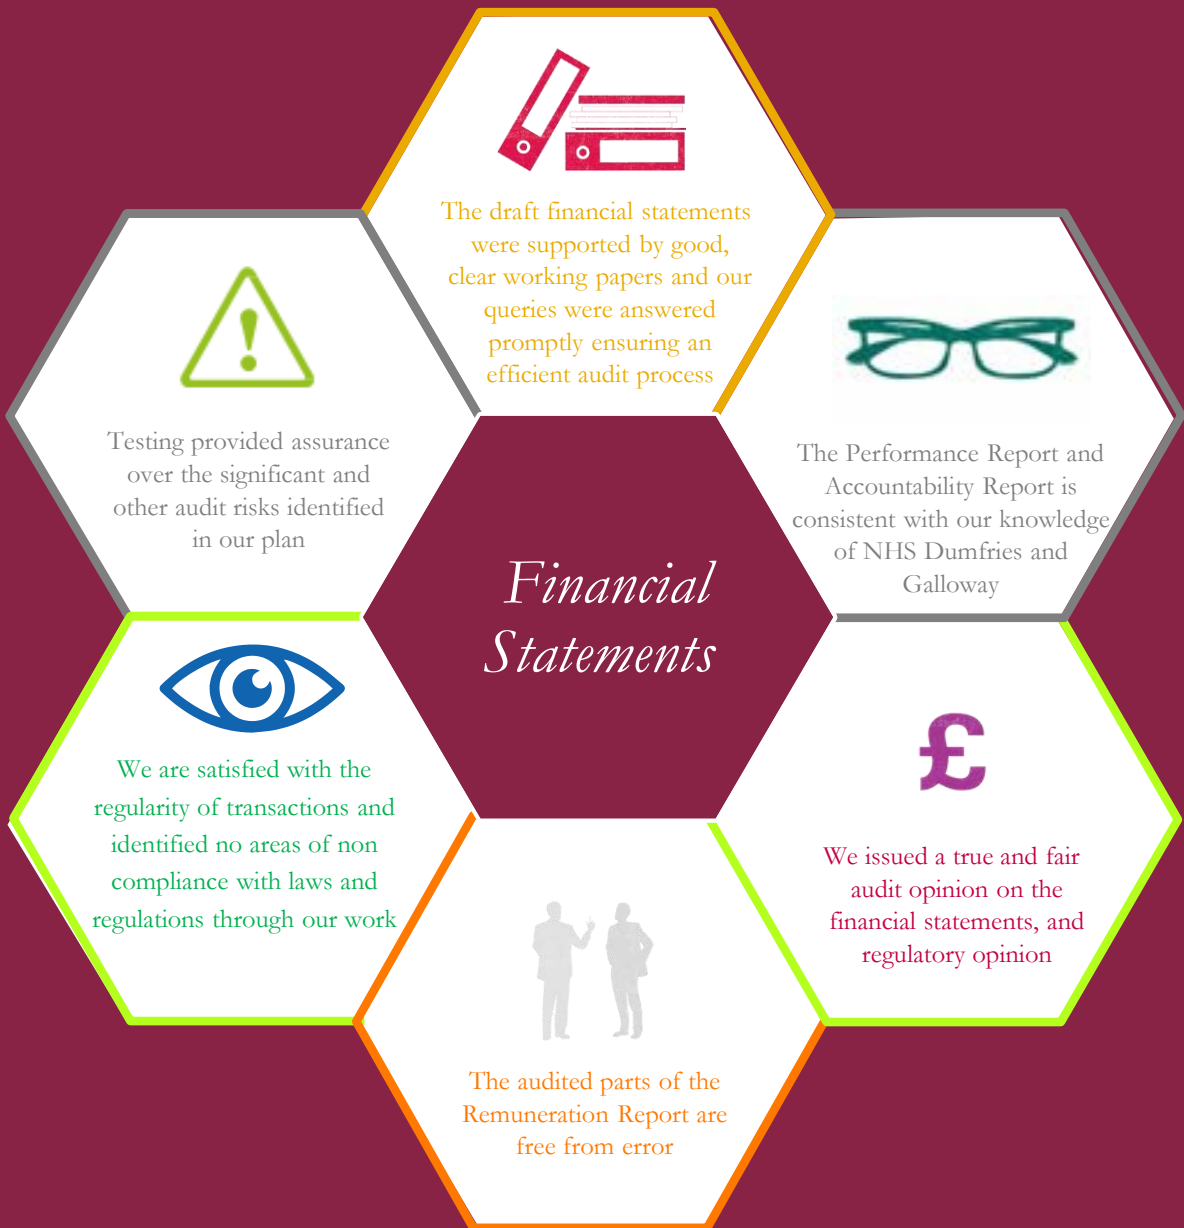 The draft financial statements
were supported by good,
clear working papers and our
queries were answered
promptly ensuring an
efficient audit process
Testing provided assurance
over the significant and
other audit risks identified
in our plan
The Performance Report and
Accountability Report is
consistent with our knowledge
of NHS Dumfries and
Galloway
Financial
Statements
We are satisfied with the
regularity of transactions and
identified no areas of non
compliance with laws and
regulations through our work
£
We issued a true and fair
audit opinion on the
financial statements, and
regulatory opinion
The audited parts of the
Remuneration Report are
free from error